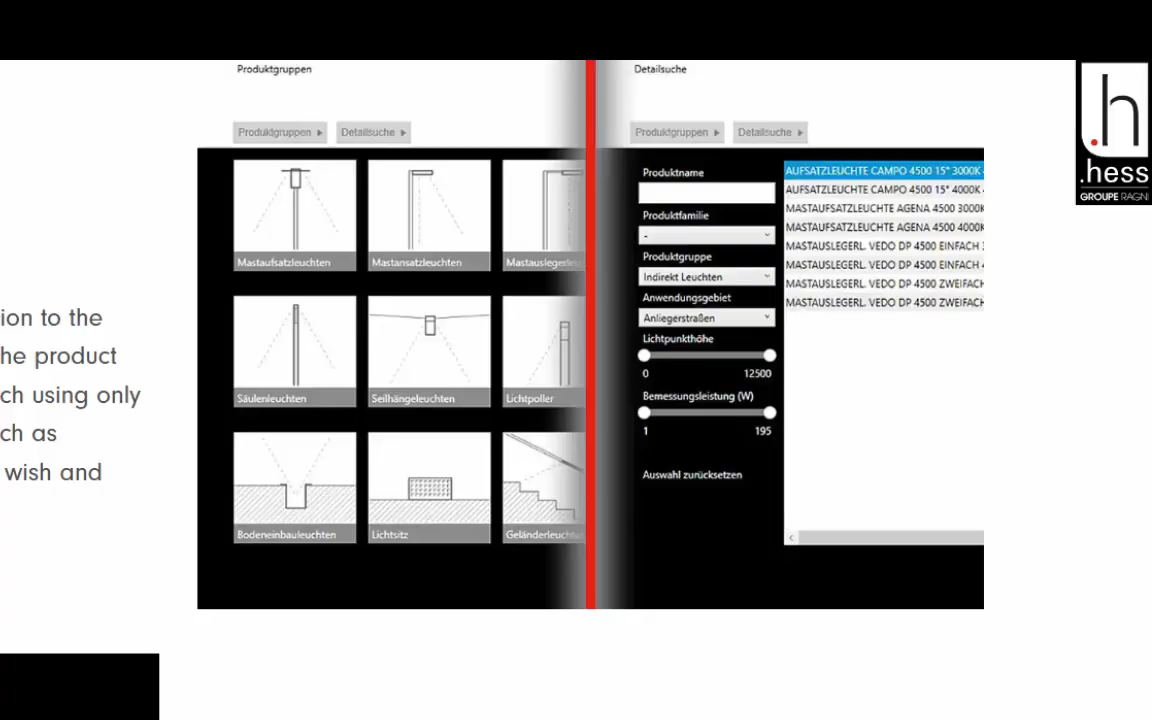 ion to the
he product
ch using only
ch as
wish and
Produktgruppen
Produktgruppen
Detailsuche
Mastaufsatzleuchten
Mastansatzleuchten
Mastauslegerleu
Säulenleuchten
Seilhängeleuchten
Lichtpoller
Bodeneinbauleuchten
Lichtsitz
Geländerleuchten
Detailsuche
Produktgruppen
Detailsuche
Produktname
Produktfamilie
-
Produktgruppe
Indirekt Leuchten
Anwendungsgebiet
Anliegerstraßen
Lichtpunkthöhe
0 12500
Bemessungsleistung (W)
1 195
Auswahl zurücksetzen
AUFSATZLEUCHTE CAMPO 4500 15° 3000K
AUFSATZLEUCHTE CAMPO 4500 15° 4000K
MASTAUFSATZLEUCHTE AGENA 4500 3000K
MASTAUFSATZLEUCHTE AGENA 4500 4000K
MASTAUSLEGERL. VEDO DP 4500 EINFACH
MASTAUSLEGERL. VEDO DP 4500 EINFACH
MASTAUSLEGERL. VEDO DP 4500 ZWEIFACH
MASTAUSLEGERL. VEDO DP 4500 ZWEIFACH
.h
.hess
GROUPE RAGNI